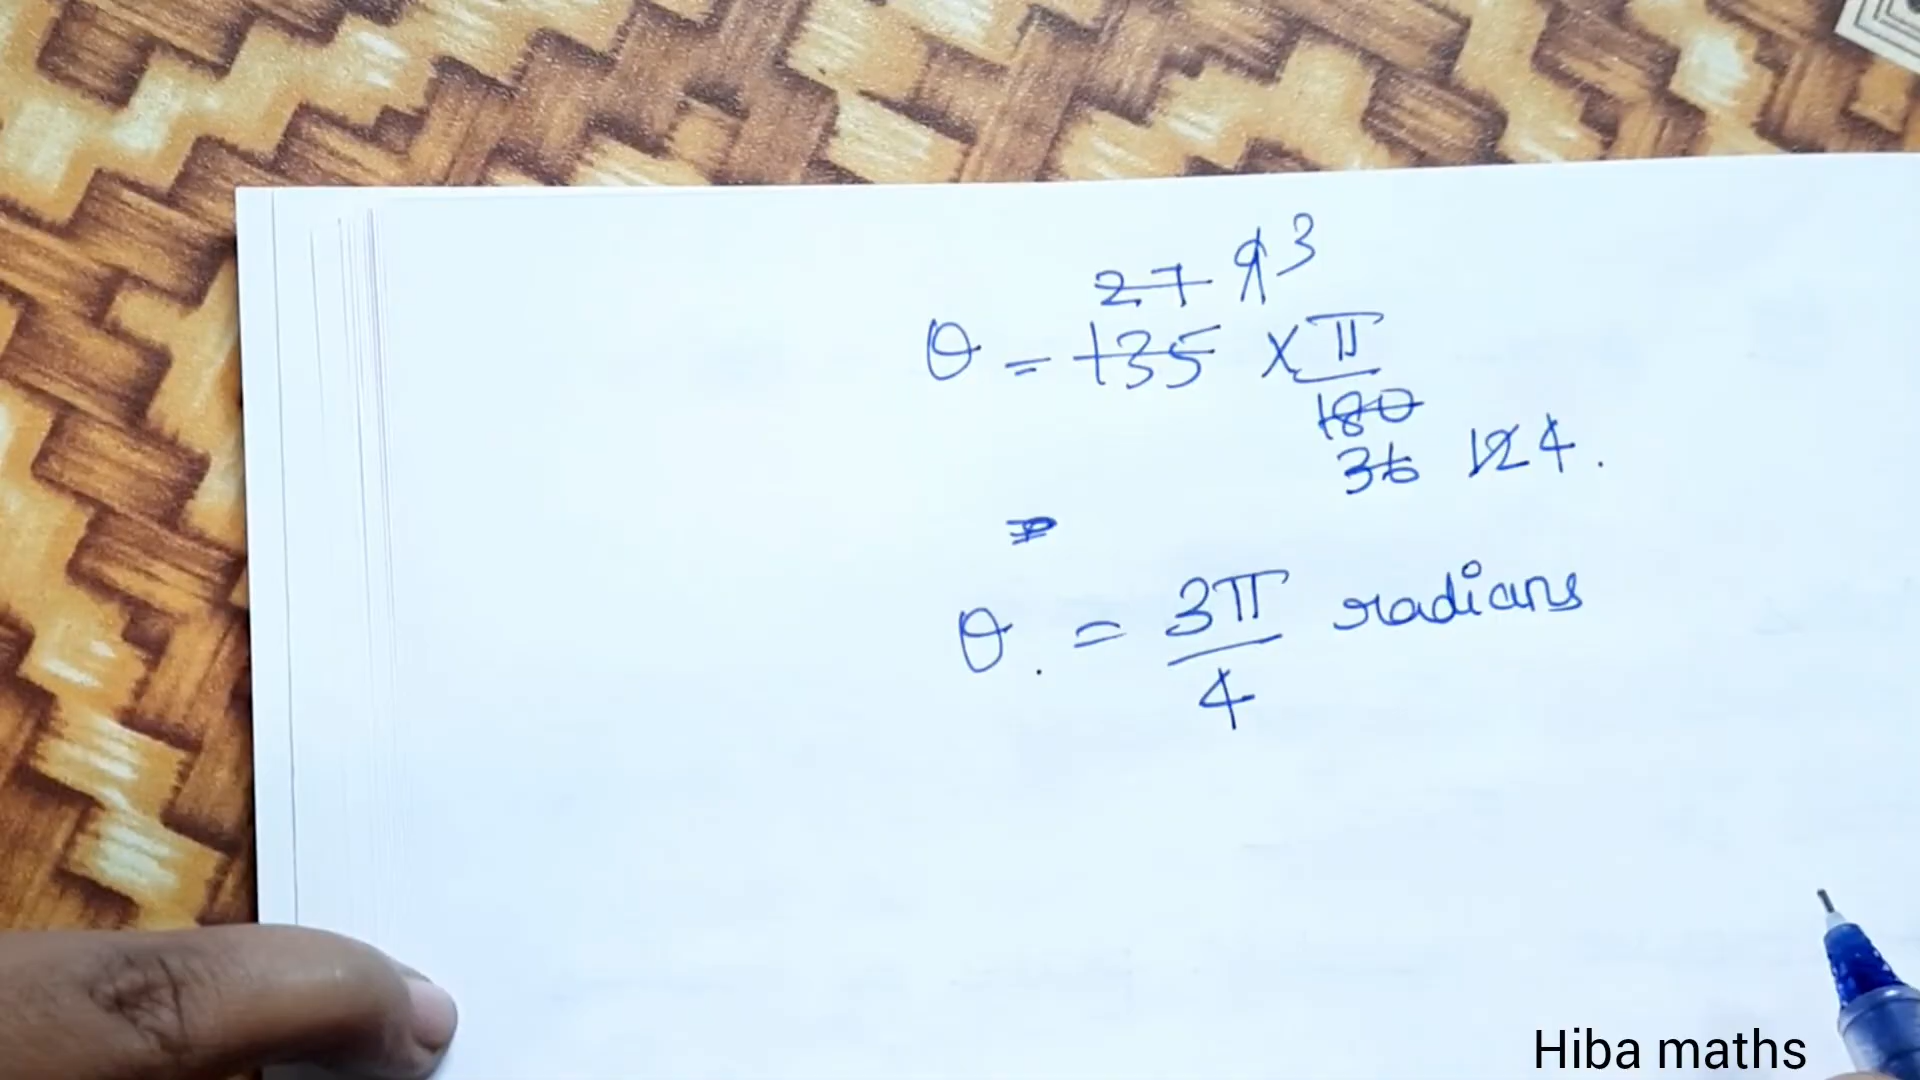 27 9 3
θ = 135 × π
180
36 12 4.
=
θ. = 3π radians
4
Hiba maths